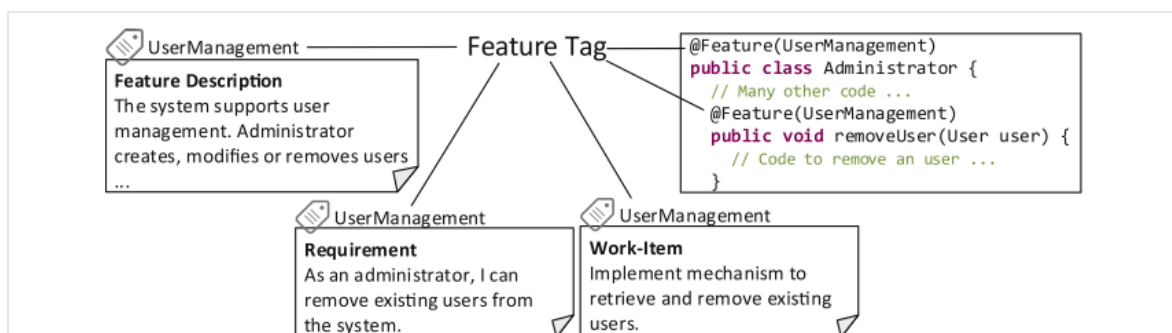 UserManagement
Feature Tag
Feature Description
The system supports user
management. Administrator
creates, modifies or removes users
...
@Feature(UserManagement)
public class Administrator {
// Many other code ...
@Feature(UserManagement)
public void removeUser(User user) {
// Code to remove an user ...
}
UserManagement
Requirement
As an administrator, I can
remove existing users from
the system.
UserManagement
Work-Item
Implement mechanism to
retrieve and remove existing
users.